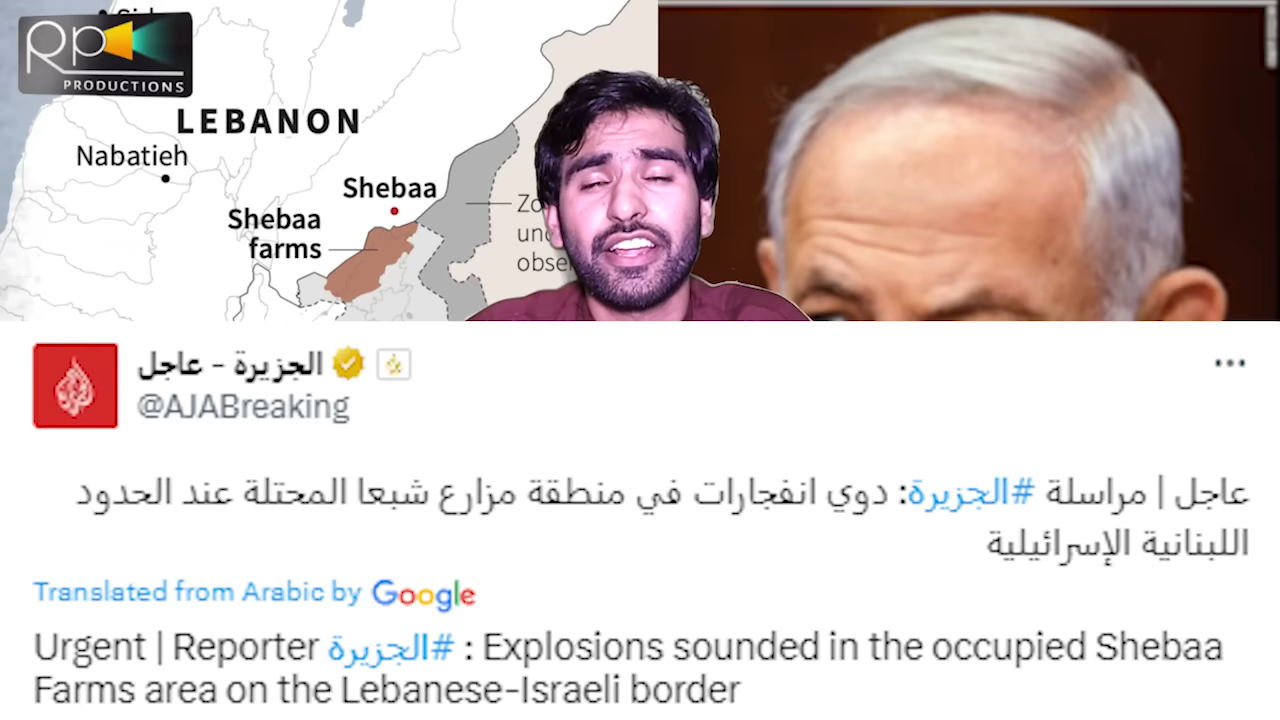 RP
PRODUCTIONS
LEBANON
Nabatieh
Shebaa
Shebaa
farms
الجزيرة - عاجل
@AJABreaking
عاجل | مراسلة #الجزيرة: دوي انفجارات في منطقة مزارع شبعا المحتلة عند الحدود
اللبنانية الإسرائيلية
Translated from Arabic by Google
Urgent | Reporter #الجزيرة : Explosions sounded in the occupied Shebaa
Farms area on the Lebanese-Israeli border